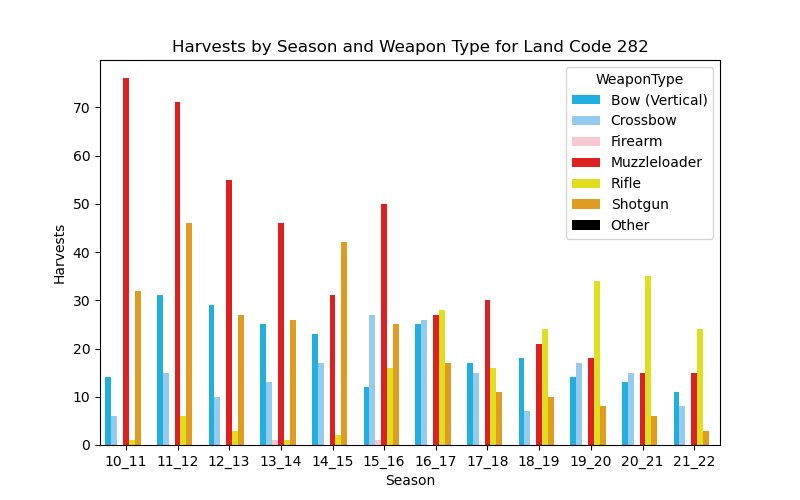 Harvests by Season and Weapon Type for Land Code 282
WeaponType
Bow (Vertical)
Crossbow
Firearm
Muzzleloader
Rifle
Shotgun
Other
Harvests
70
60
50
40
30
20
10
0
10_11 11_12 12_13 13_14 14_15 15_16 16_17 17_18 18_19 19_20 20_21 21_22
Season